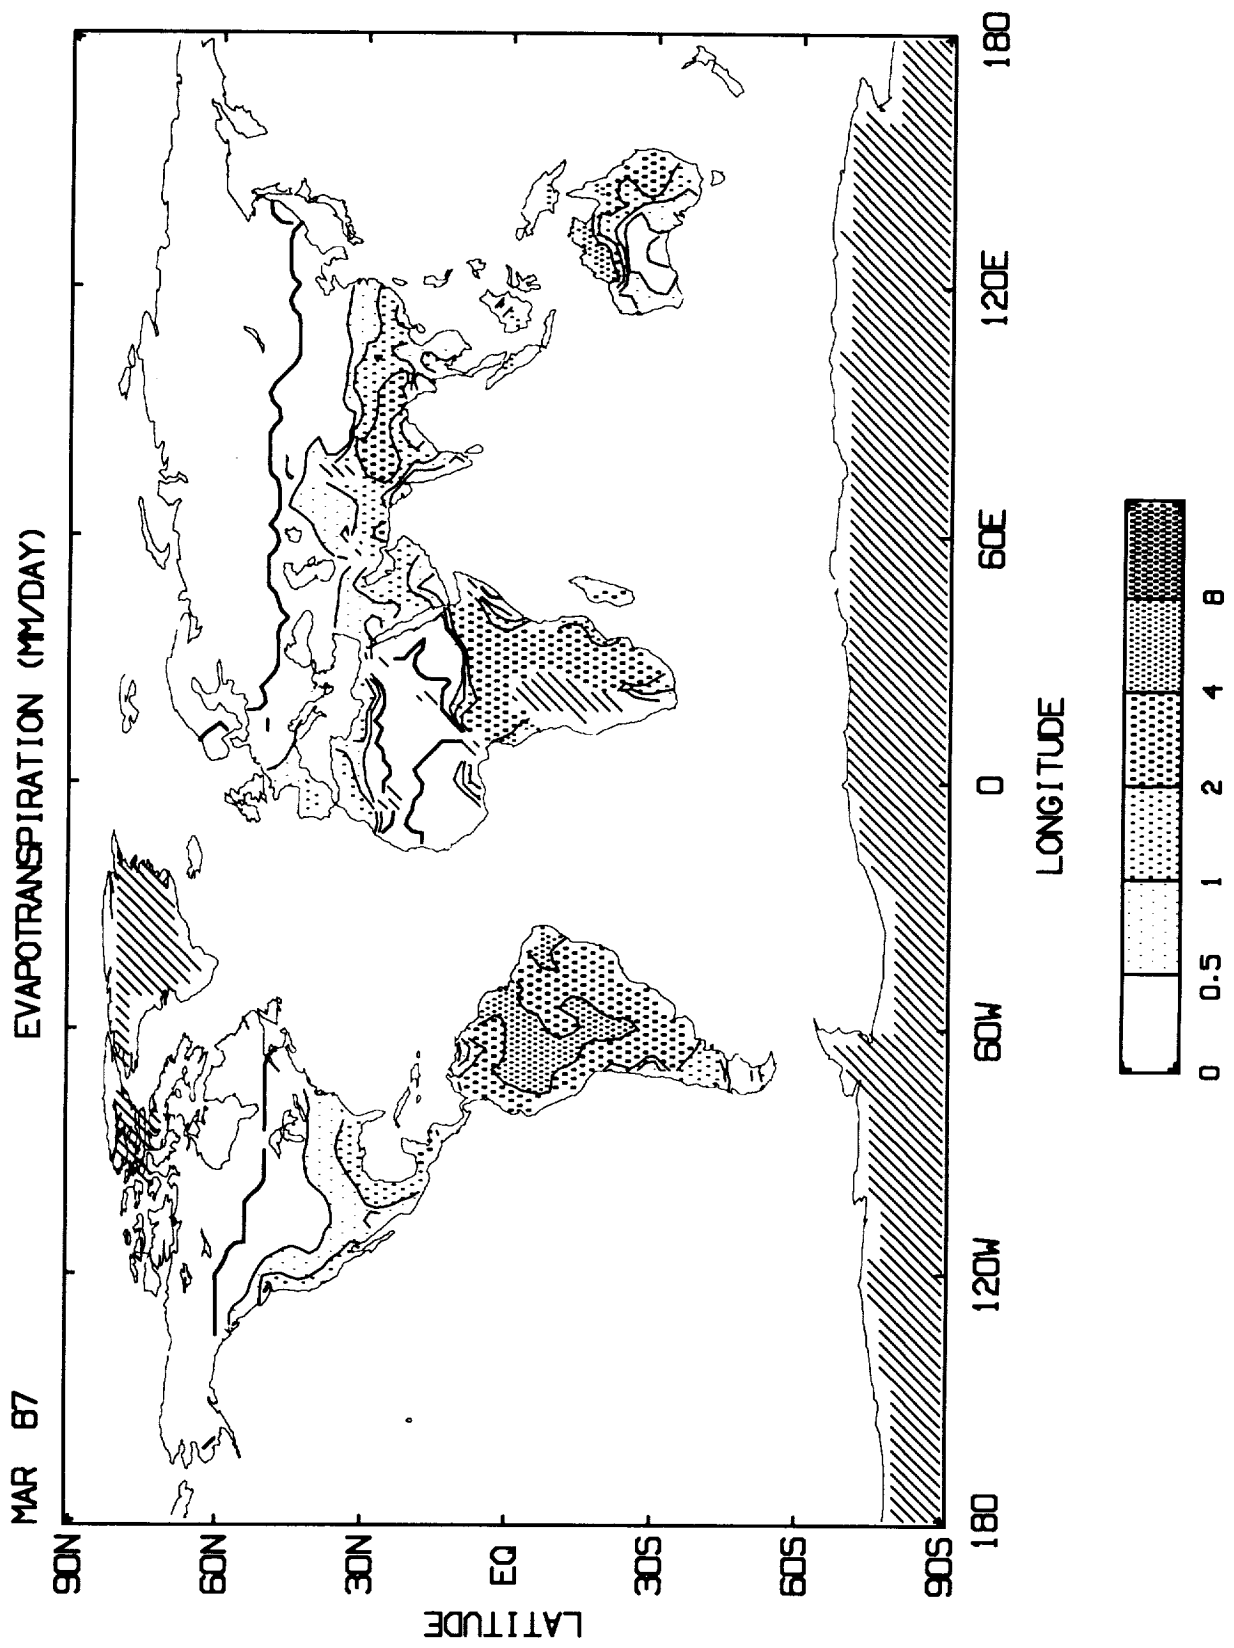 MAR 87
EVAPOTRANSPIRATION (MM/DAY)
90N
60N
30N
EQ
30S
60S
90S
LATITUDE
180
120W
60W
0
60E
120E
180
LONGITUDE
0
0.5
1
2
4
8